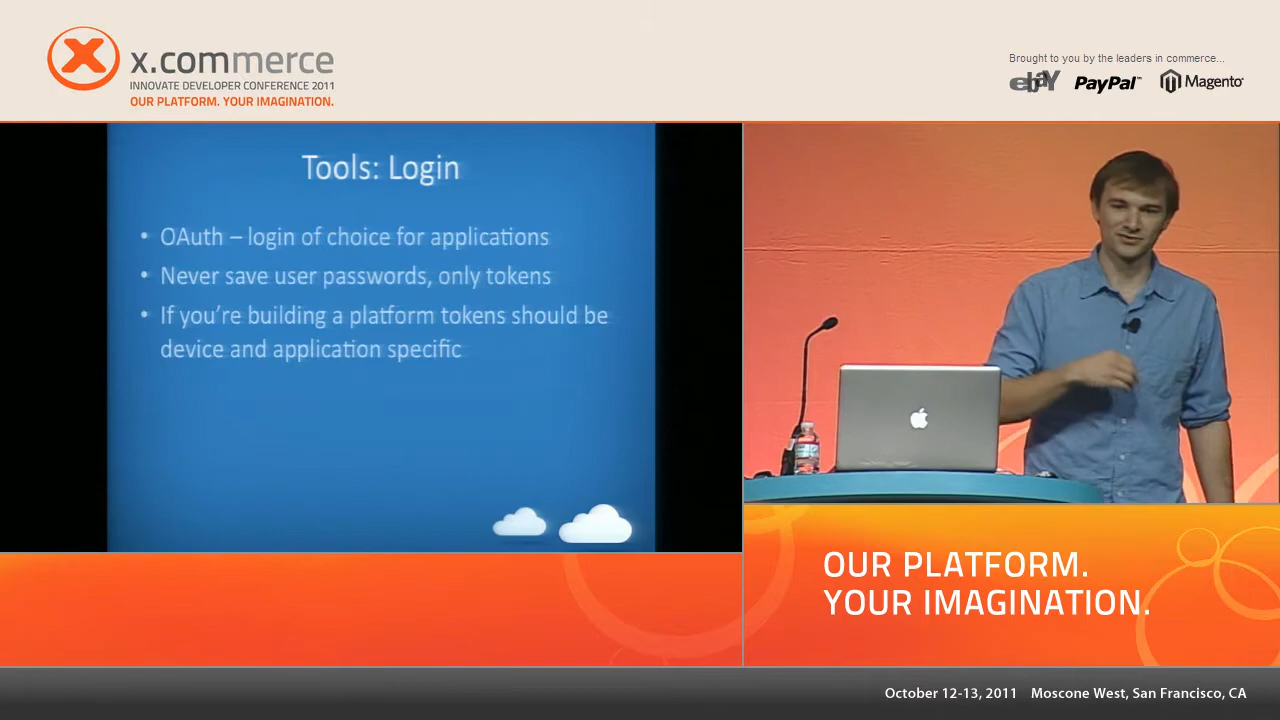 x.commerce
INNOVATE DEVELOPER CONFERENCE 2011
OUR PLATFORM. YOUR IMAGINATION.
Brought to you by the leaders in commerce...
ebaY
PayPal™
Magento®
Tools: Login
• OAuth – login of choice for applications
• Never save user passwords, only tokens
• If you're building a platform tokens should be
device and application specific
OUR PLATFORM.
YOUR IMAGINATION.
October 12-13, 2011 Moscone West, San Francisco, CA